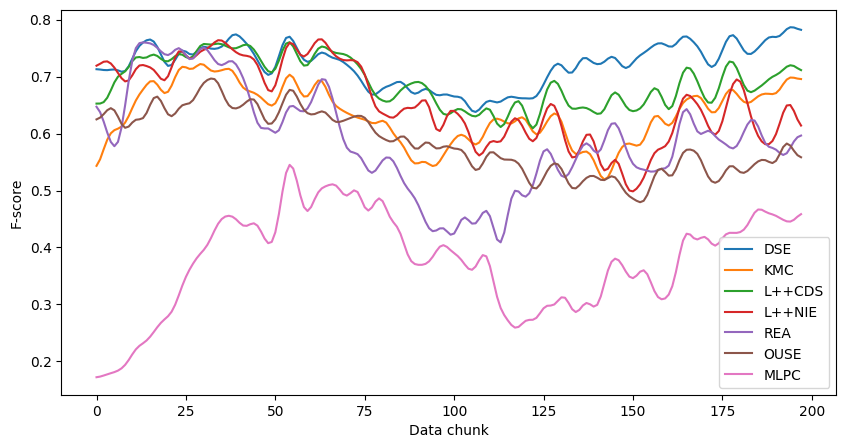 0.8
0.7
0.6
0.5
0.4
0.3
0.2
F-score
0 25 50 75 100 125 150 175 200
Data chunk
DSE
KMC
L++CDS
L++NIE
REA
OUSE
MLPC